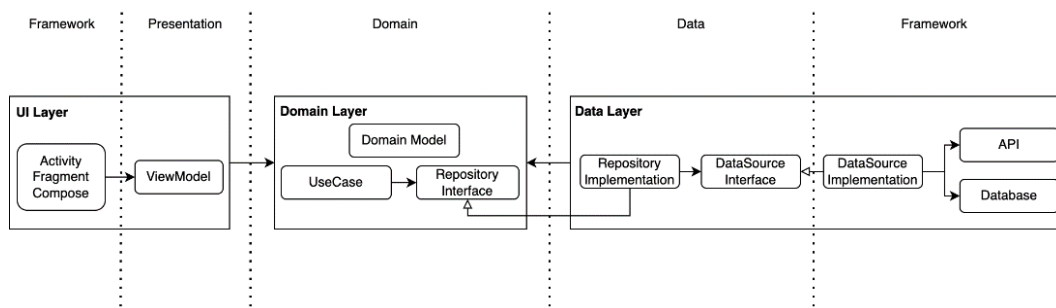 Framework
Presentation
Domain
Data
Framework
UI Layer
Activity
Fragment
Compose
ViewModel
Domain Layer
Domain Model
UseCase
Repository
Interface
Data Layer
Repository
Implementation
DataSource
Interface
DataSource
Implementation
API
Database